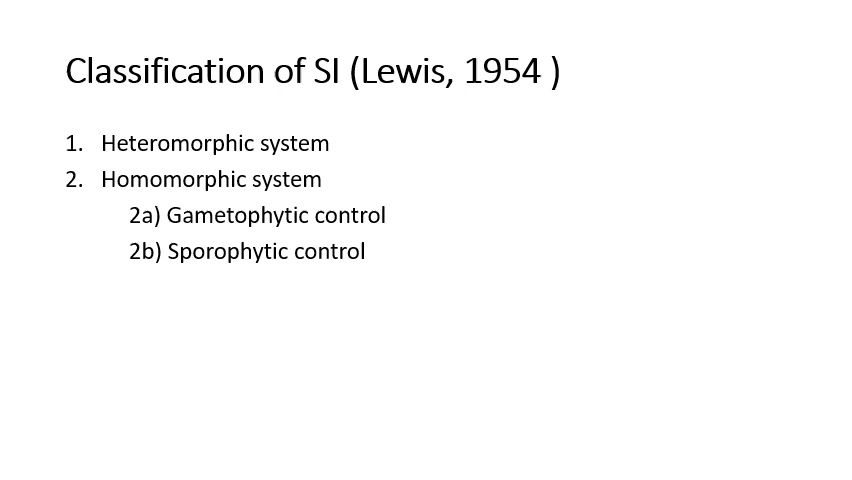 Classification of SI (Lewis, 1954 )
1. Heteromorphic system
2. Homomorphic system
2a) Gametophytic control
2b) Sporophytic control